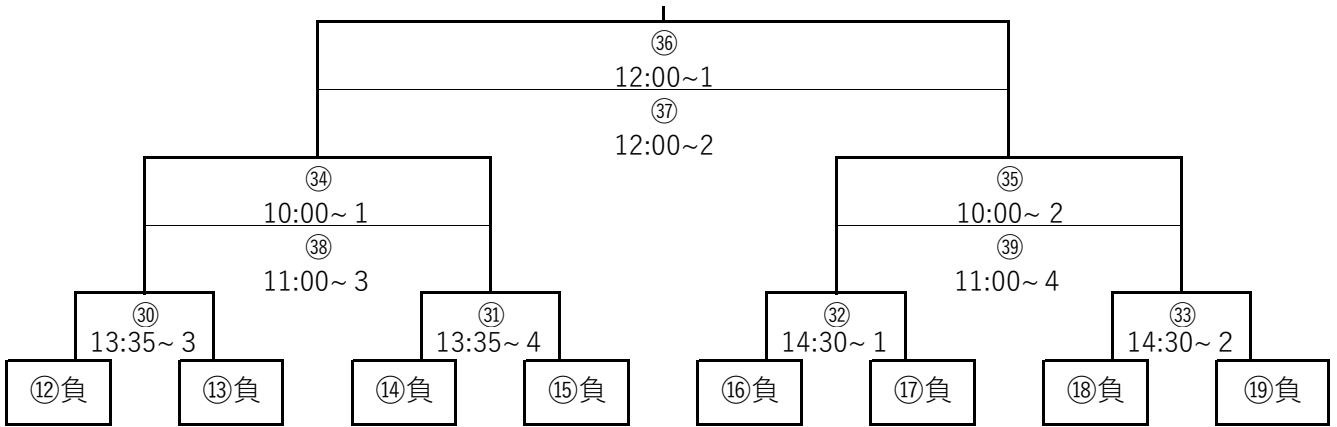 ㊱
12:00~1
㊲
12:00~2
㉞
10:00~ 1
㉟
10:00~ 2
㊳
11:00~ 3
㊴
11:00~ 4
㉚
13:35~ 3
㉛
13:35~ 4
㉜
14:30~ 1
㉝
14:30~ 2
⑫負
⑬負
⑭負
⑮負
⑯負
⑰負
⑱負
⑲負